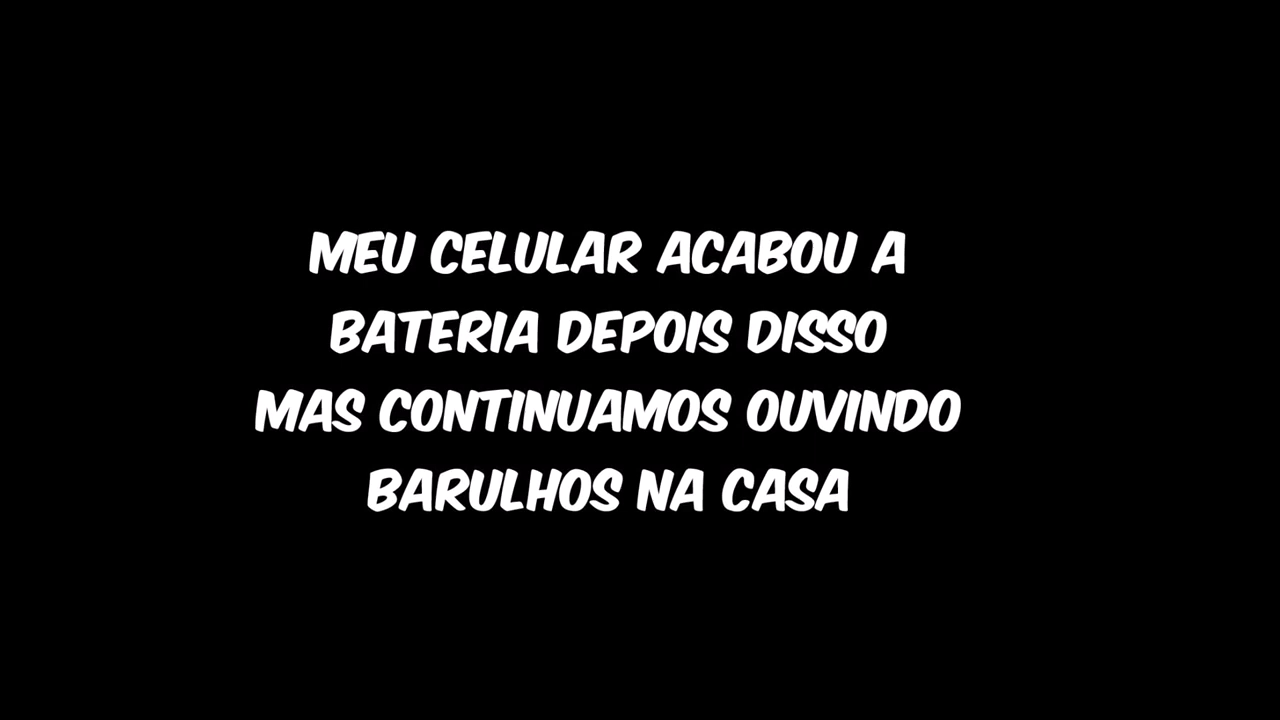 MEU CELULAR ACABOU A
BATERIA DEPOIS DISSO
MAS CONTINUAMOS OUVINDO
BARULHOS NA CASA